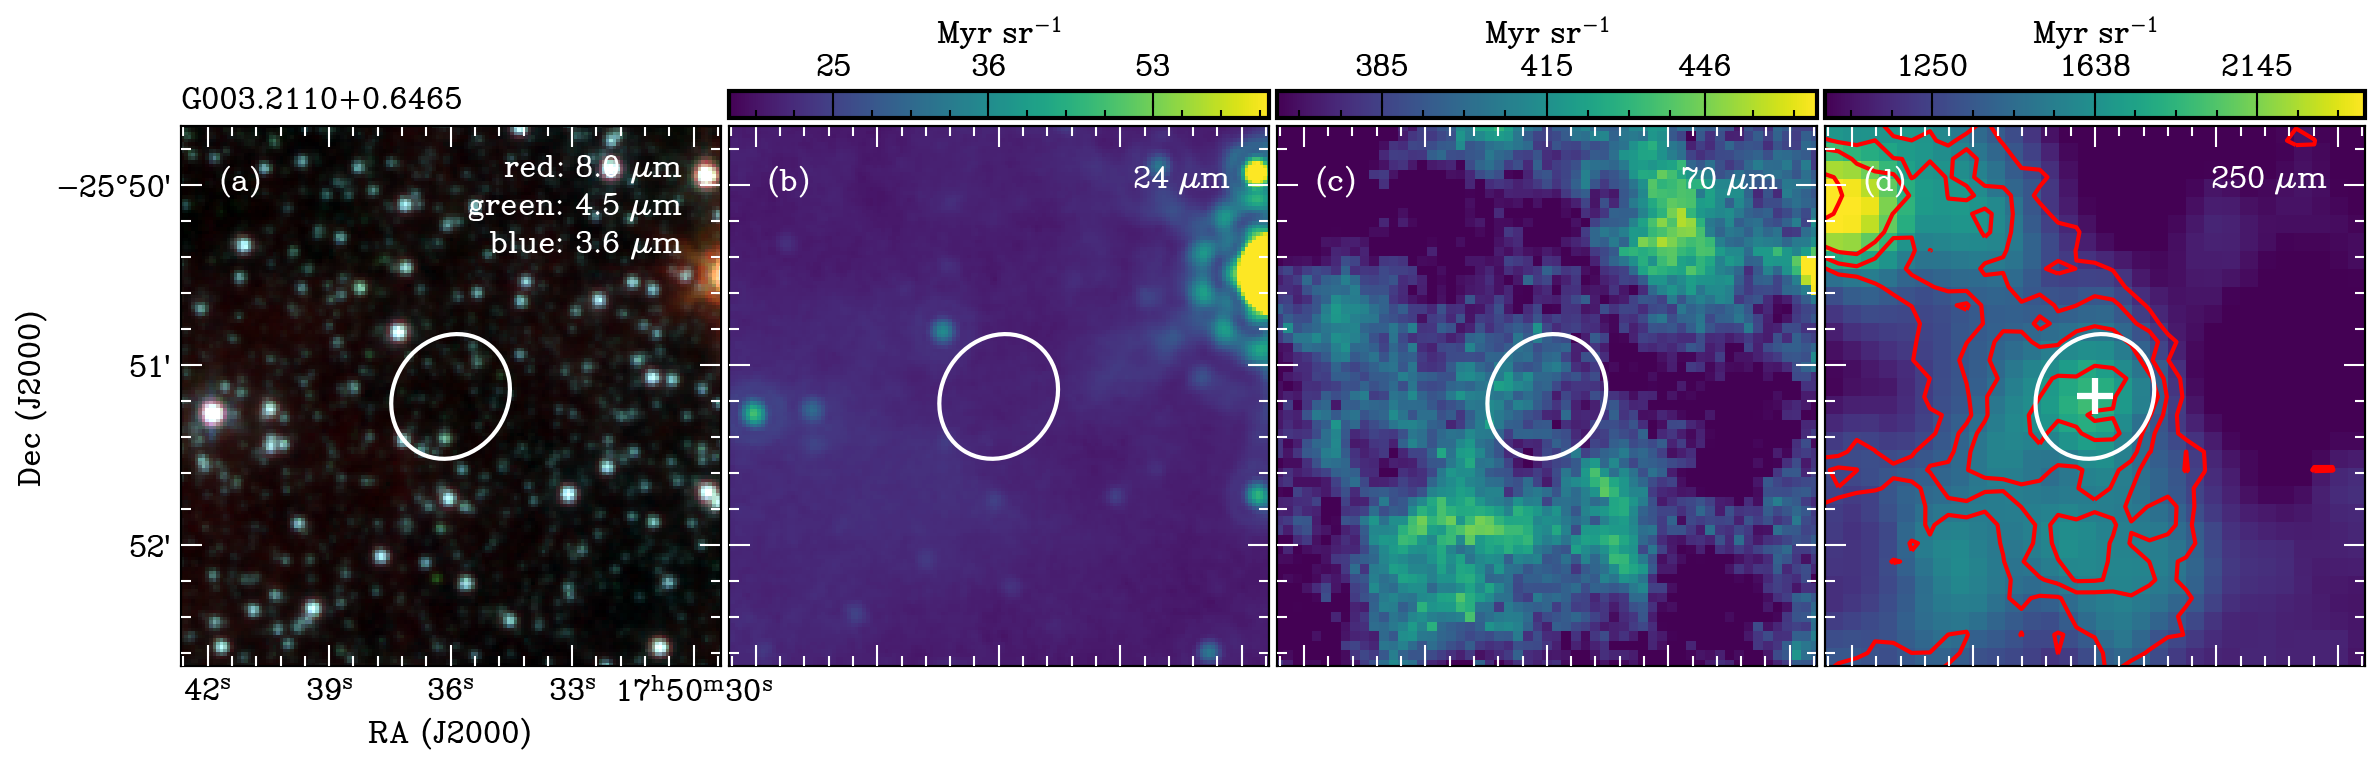 Myr sr⁻¹ Myr sr⁻¹ Myr sr⁻¹
25 36 53 385 415 446 1250 1638 2145
G003.2110+0.6465
(a) red: 8.0 μm
green: 4.5 μm
blue: 3.6 μm
(b) 24 μm
(c) 70 μm
(d) 250 μm
−25°50'
51'
52'
Dec (J2000)
42ˢ 39ˢ 36ˢ 33ˢ 17ʰ50ᵐ30ˢ
RA (J2000)